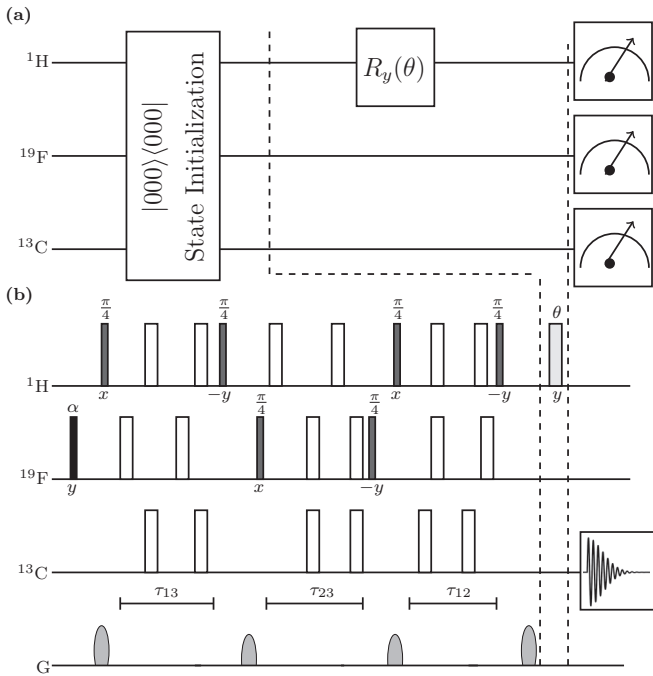 (a)
¹H
|000⟩⟨000|
State Initialization
R_y(θ)
¹⁹F
¹³C
(b)
π/4 π/4 π/4 π/4 θ
¹H
x −y x −y y
α π/4 π/4
¹⁹F
y x −y
¹³C
τ₁₃ τ₂₃ τ₁₂
G